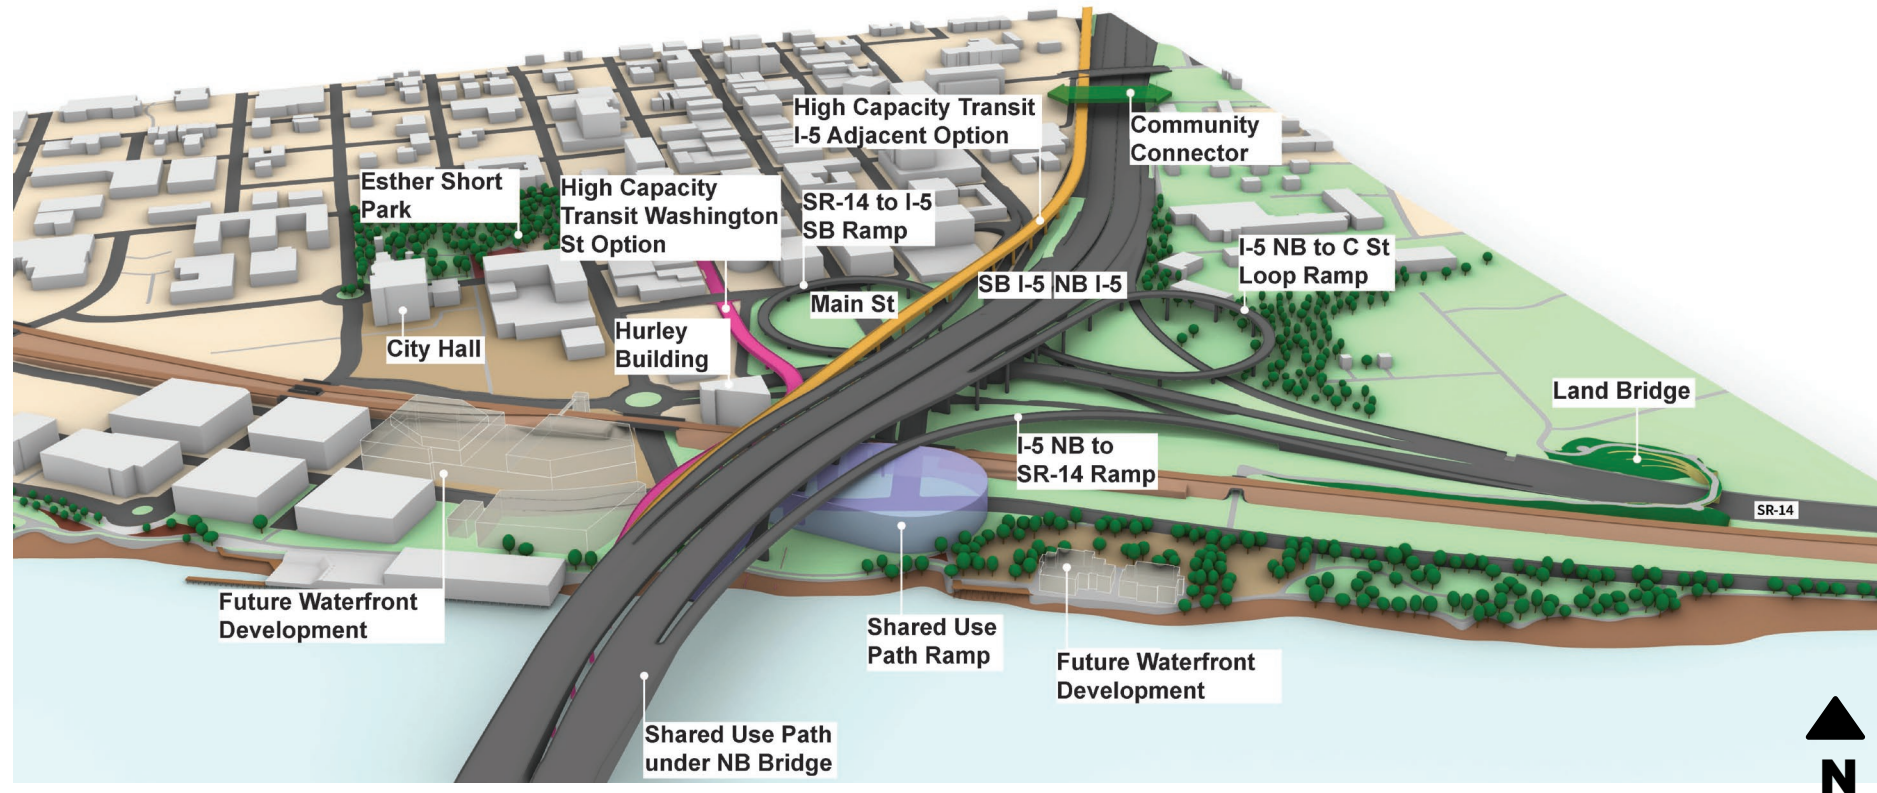 High Capacity Transit
I-5 Adjacent Option
Community
Connector
Esther Short
Park
High Capacity
Transit Washington
St Option
SR-14 to I-5
SB Ramp
I-5 NB to C St
Loop Ramp
SB I-5
NB I-5
Main St
Hurley
Building
City Hall
Land Bridge
I-5 NB to
SR-14 Ramp
SR-14
Future Waterfront
Development
Shared Use
Path Ramp
Future Waterfront
Development
Shared Use Path
under NB Bridge
N